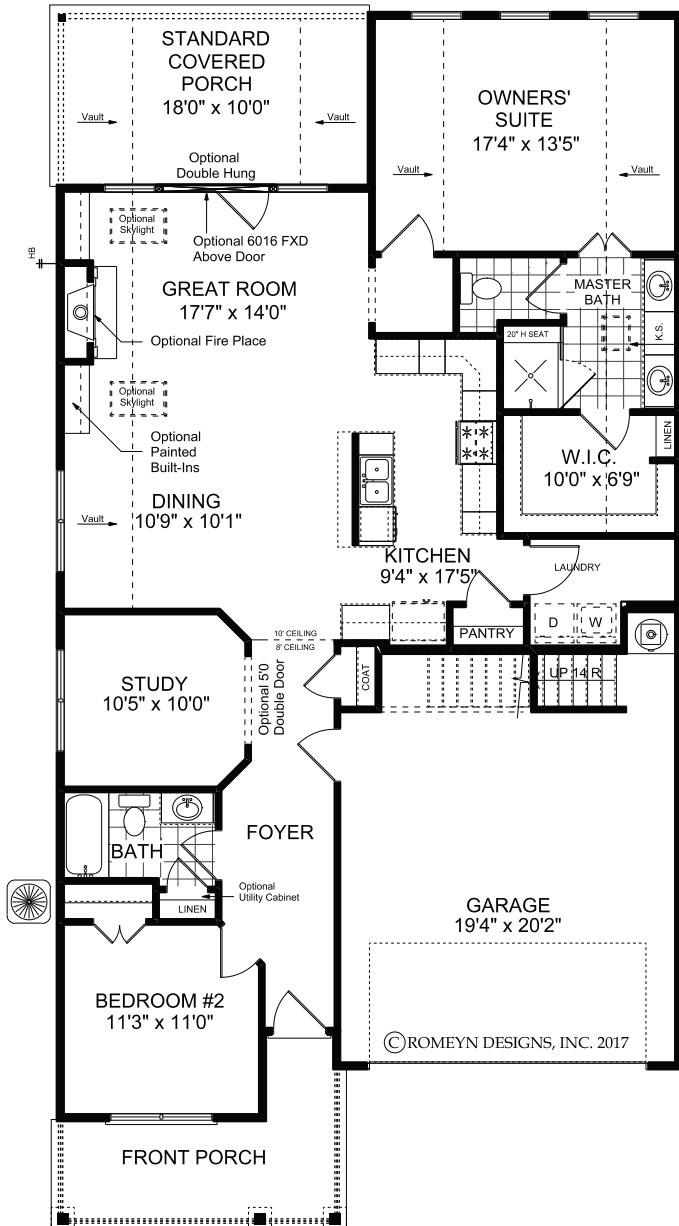 STANDARD
COVERED
PORCH
18'0" x 10'0"
Vault
Vault
OWNERS'
SUITE
17'4" x 13'5"
Vault
Vault
Optional
Double Hung
Optional
Skylight
Optional 6016 FXD
Above Door
HB
GREAT ROOM
17'7" x 14'0"
Optional Fire Place
MASTER
BATH
K.S.
20" H SEAT
Optional
Skylight
Optional
Painted
Built-Ins
LINEN
W.I.C.
10'0" x 6'9"
DINING
10'9" x 10'1"
Vault
KITCHEN
9'4" x 17'5"
LAUNDRY
D
W
PANTRY
10' CEILING
8' CEILING
COAT
UP 14 R
STUDY
10'5" x 10'0"
Optional 5'0
Double Door
FOYER
BATH
Optional
Utility Cabinet
LINEN
GARAGE
19'4" x 20'2"
BEDROOM #2
11'3" x 11'0"
© ROMEYN DESIGNS, INC. 2017
FRONT PORCH